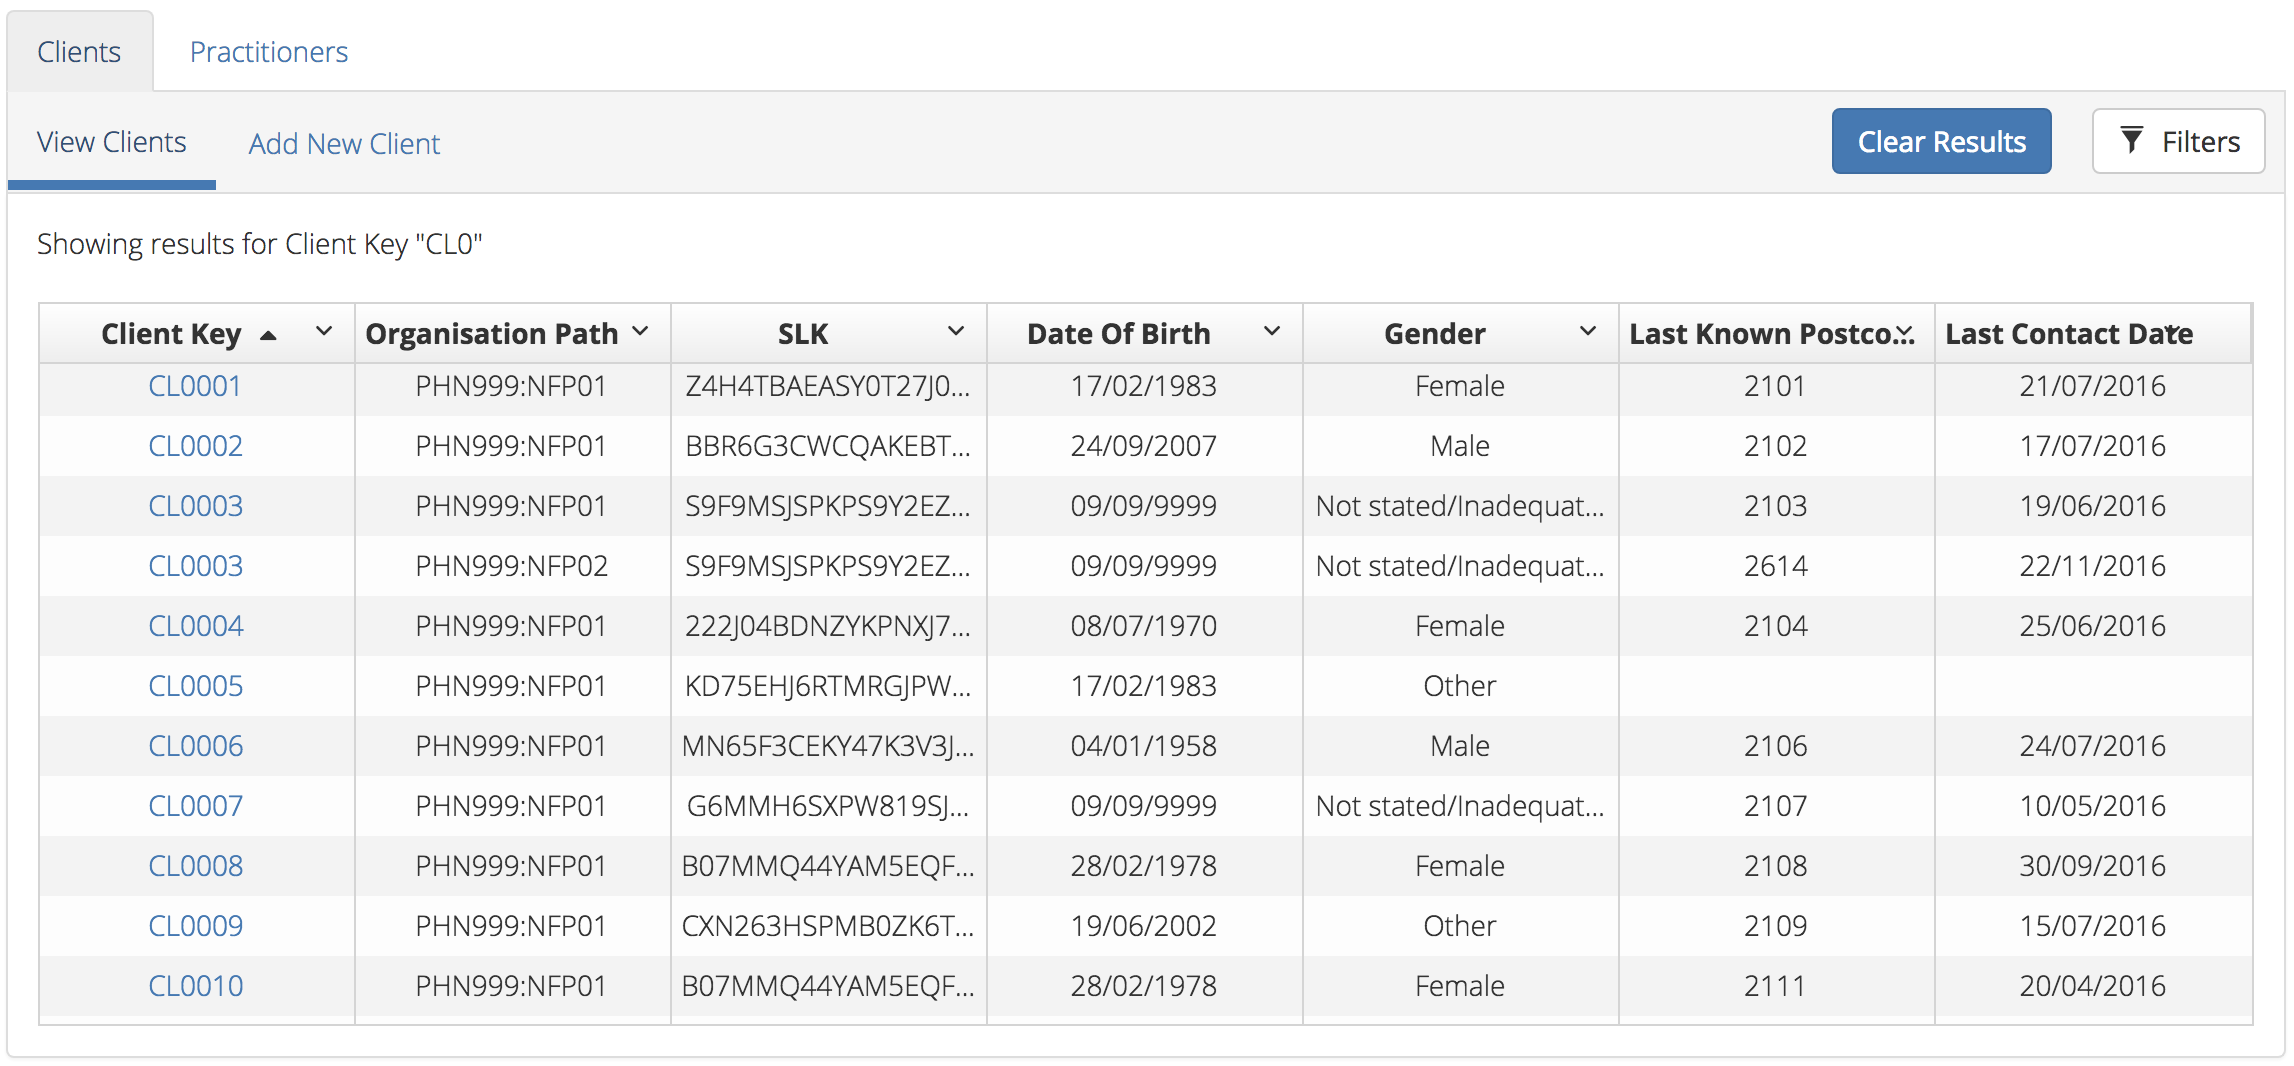 Clients Practitioners
View Clients Add New Client Clear Results Filters
Showing results for Client Key "CL0"
Client Key Organisation Path SLK Date Of Birth Gender Last Known Postco... Last Contact Date
CL0001 PHN999:NFP01 Z4H4TBAEASY0T27J0... 17/02/1983 Female 2101 21/07/2016
CL0002 PHN999:NFP01 BBR6G3CWCQAKEBT... 24/09/2007 Male 2102 17/07/2016
CL0003 PHN999:NFP01 S9F9MSJSPKPS9Y2EZ... 09/09/9999 Not stated/Inadequat... 2103 19/06/2016
CL0003 PHN999:NFP02 S9F9MSJSPKPS9Y2EZ... 09/09/9999 Not stated/Inadequat... 2614 22/11/2016
CL0004 PHN999:NFP01 222J04BDNZYKPNXJ7... 08/07/1970 Female 2104 25/06/2016
CL0005 PHN999:NFP01 KD75EHJ6RTMRGJPW... 17/02/1983 Other
CL0006 PHN999:NFP01 MN65F3CEKY47K3V3J... 04/01/1958 Male 2106 24/07/2016
CL0007 PHN999:NFP01 G6MMH6SXPW819SJ... 09/09/9999 Not stated/Inadequat... 2107 10/05/2016
CL0008 PHN999:NFP01 B07MMQ44YAM5EQF... 28/02/1978 Female 2108 30/09/2016
CL0009 PHN999:NFP01 CXN263HSPMB0ZK6T... 19/06/2002 Other 2109 15/07/2016
CL0010 PHN999:NFP01 B07MMQ44YAM5EQF... 28/02/1978 Female 2111 20/04/2016